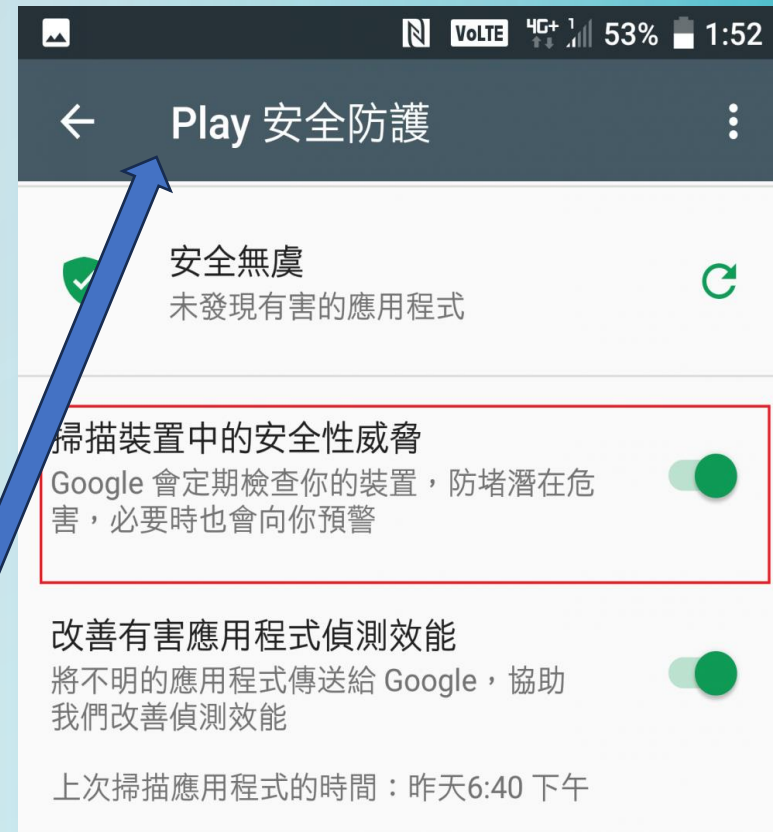 VoLTE 4G+ 1 53% 1:52
Play 安全防護
安全無虞
未發現有害的應用程式
掃描裝置中的安全性威脅
Google 會定期檢查你的裝置，防堵潛在危
害，必要時也會向你預警
改善有害應用程式偵測效能
將不明的應用程式傳送給 Google，協助
我們改善偵測效能
上次掃描應用程式的時間：昨天6:40 下午